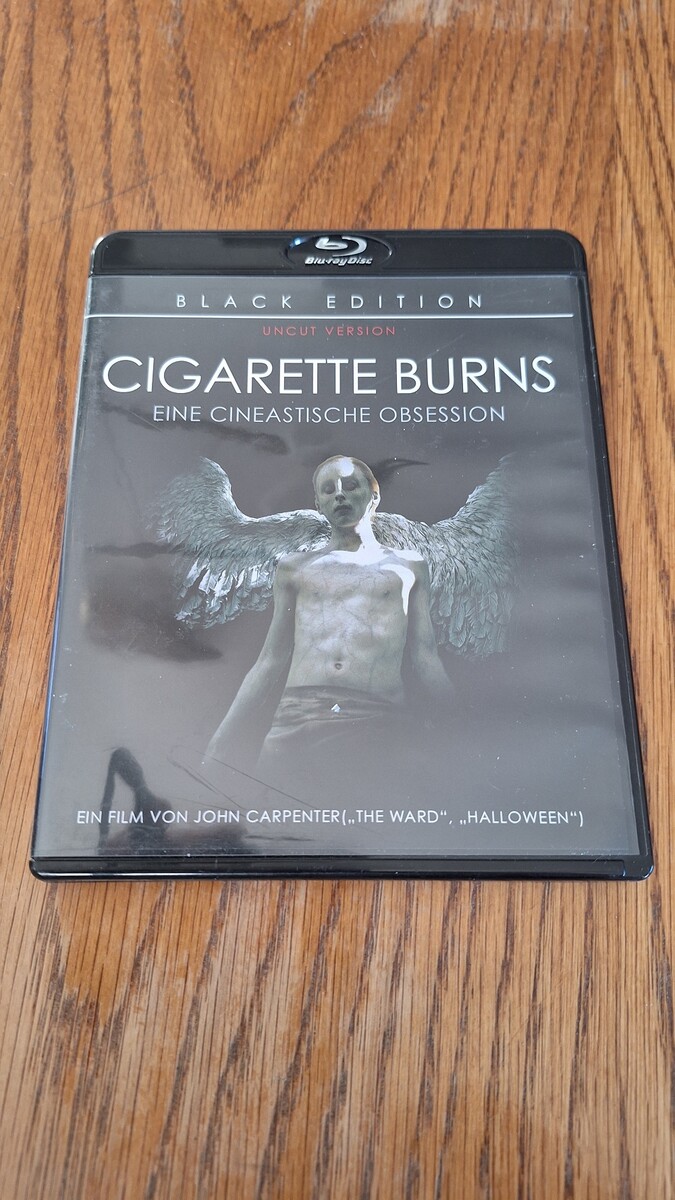 Blu-ray Disc
BLACK EDITION
UNCUT VERSION
CIGARETTE BURNS
EINE CINEASTISCHE OBSESSION
EIN FILM VON JOHN CARPENTER(„THE WARD“, „HALLOWEEN“)